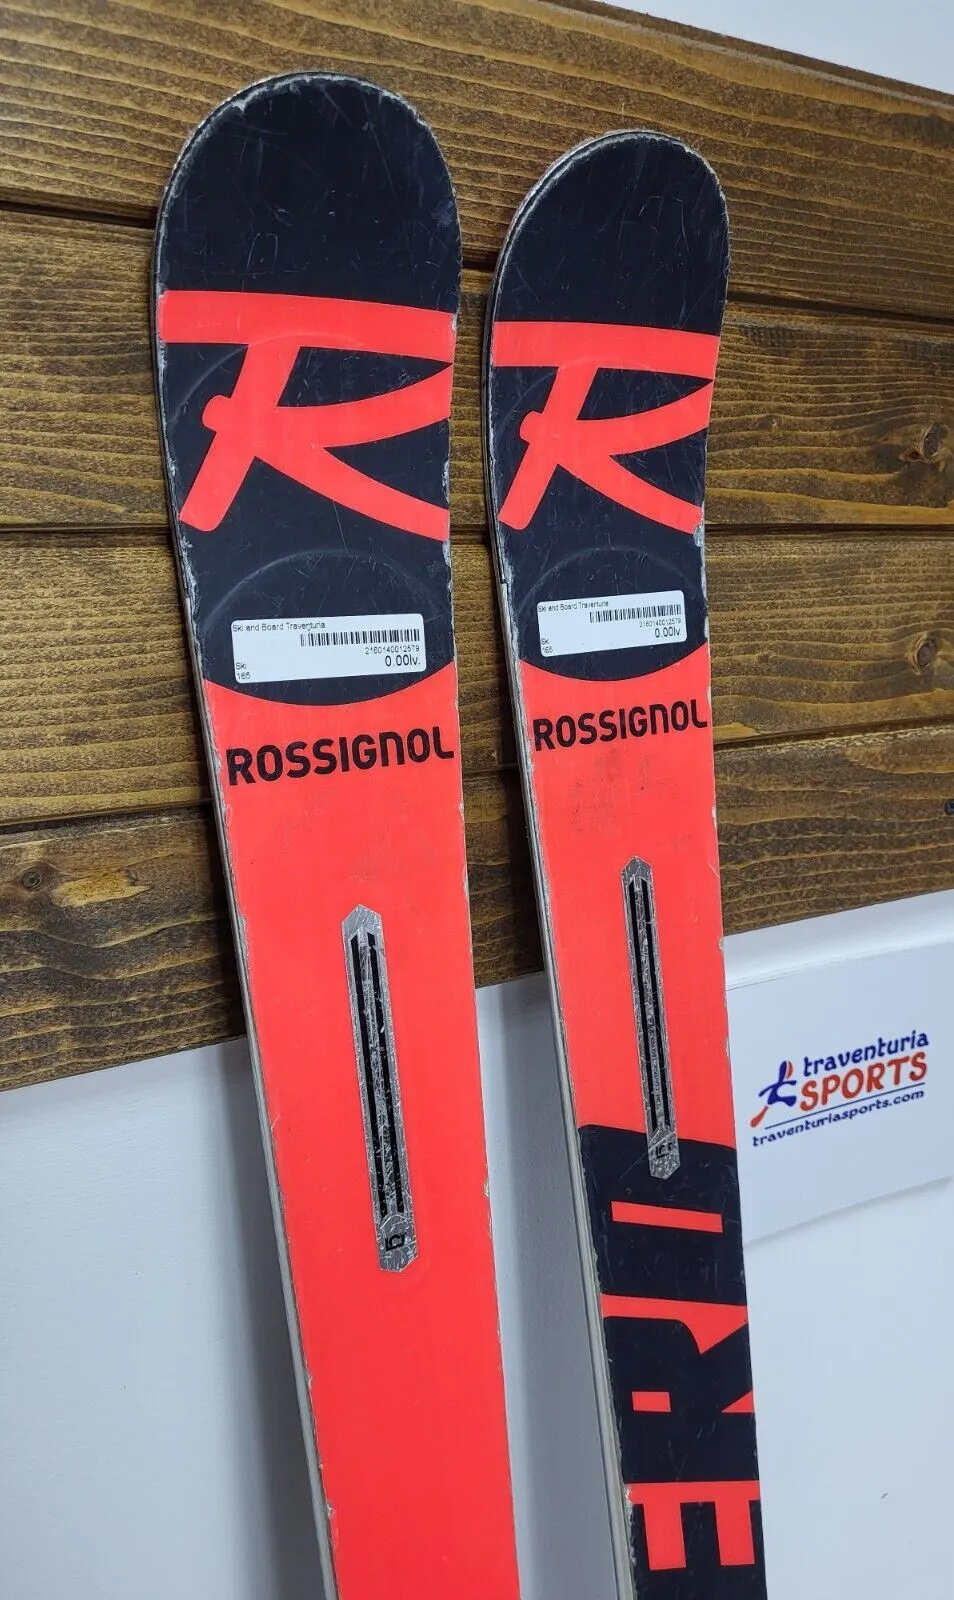 R
Ski and Board Traventuria
2160140012579
Ski
0.00lv.
165
ROSSIGNOL
R
Ski and Board Traventuria
2160140012579
Ski
0.00lv.
165
ROSSIGNOL
traventuria
SPORTS
traventuriasports.com